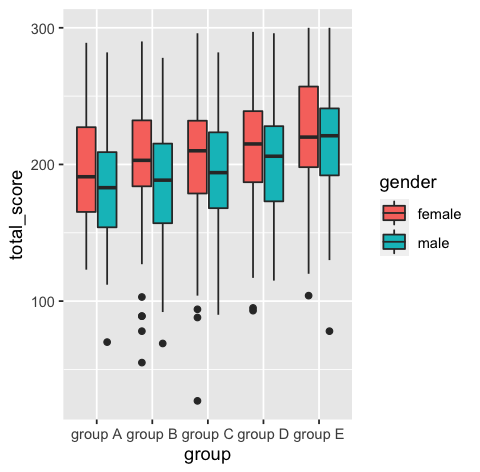 300
200
100
total_score
group A group B group C group D group E
group
gender
female
male